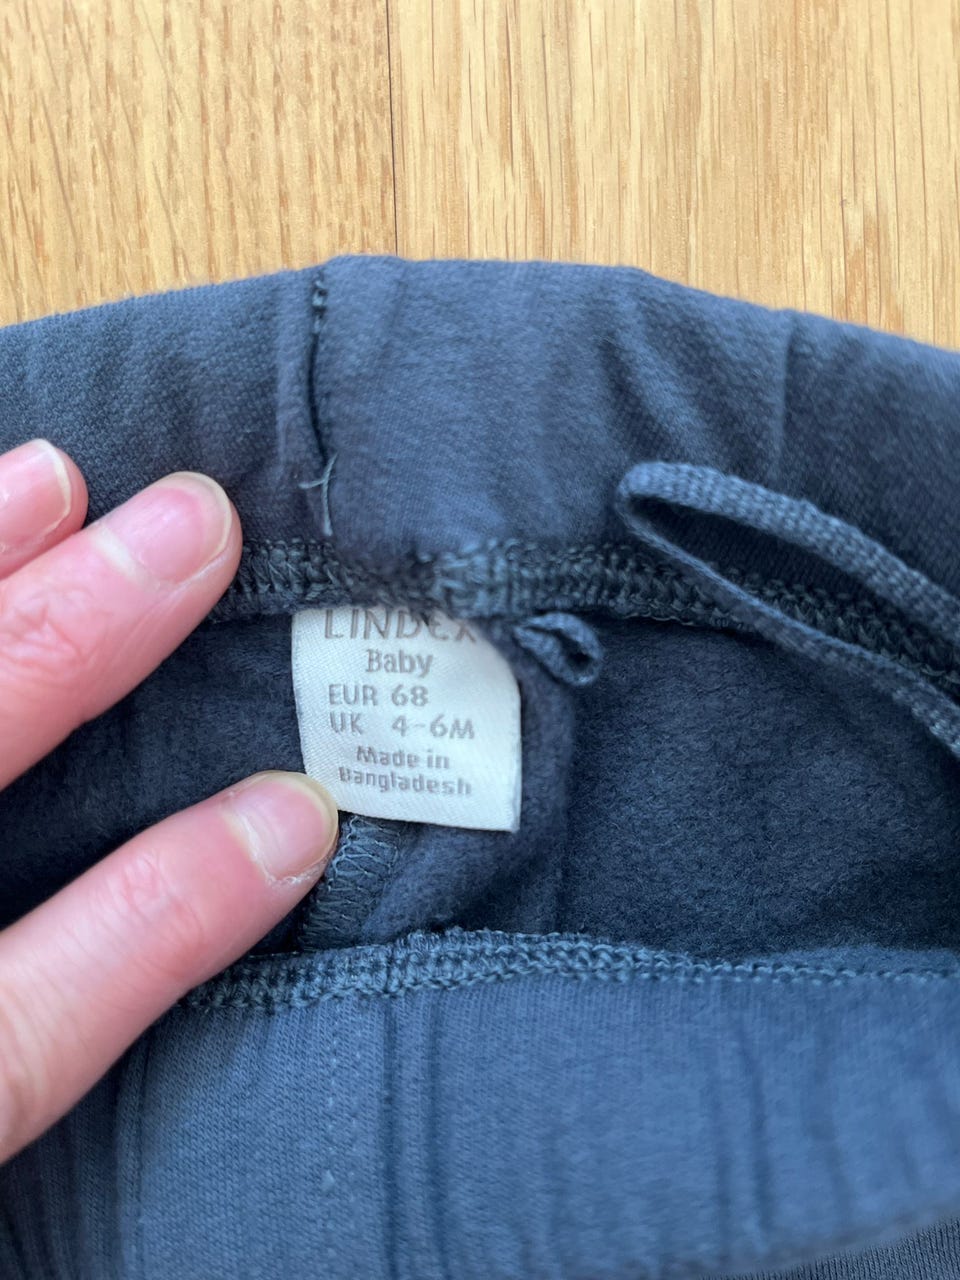 LINDEX
Baby
EUR 68
UK 4-6M
Made in
Bangladesh